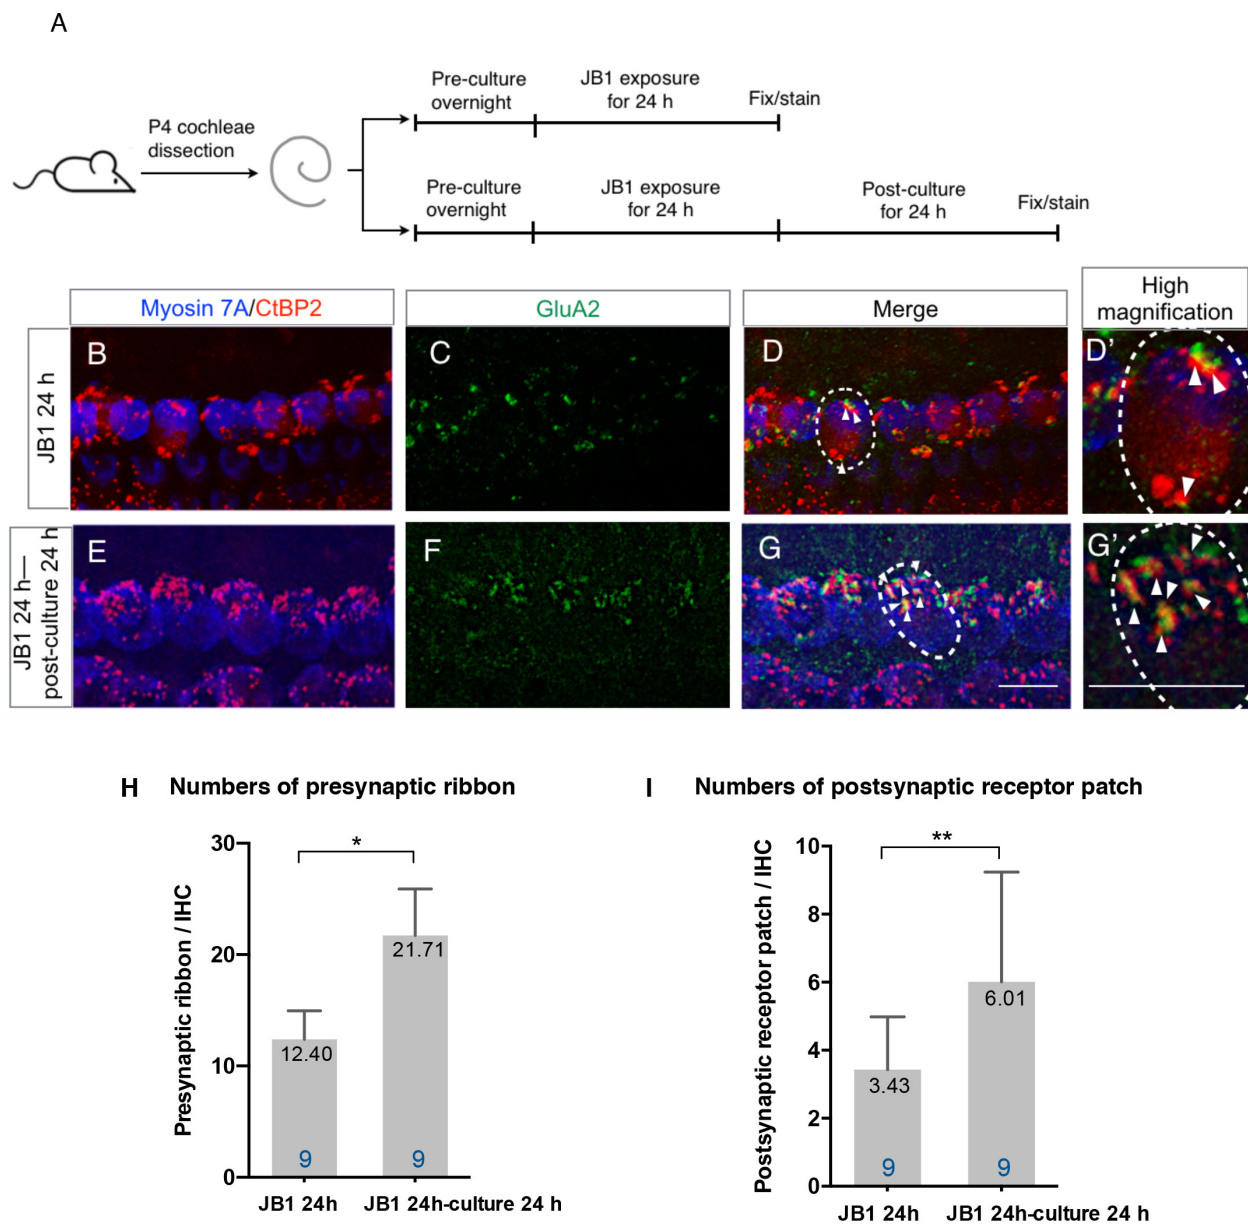 A
Pre-culture
overnight
JB1 exposure
for 24 h
Fix/stain
P4 cochleae
dissection
Pre-culture
overnight
JB1 exposure
for 24 h
Post-culture
for 24 h
Fix/stain
Myosin 7A/CtBP2
GluA2
Merge
High
magnification
JB1 24 h
B
C
D
D'
JB1 24 h—
post-culture 24 h
E
F
G
G'
H Numbers of presynaptic ribbon
Presynaptic ribbon / IHC
30
20
10
0
*
12.40
21.71
9
9
JB1 24h
JB1 24h-culture 24 h
I Numbers of postsynaptic receptor patch
Postsynaptic receptor patch / IHC
10
8
6
4
2
0
**
3.43
6.01
9
9
JB1 24h
JB1 24h-culture 24 h